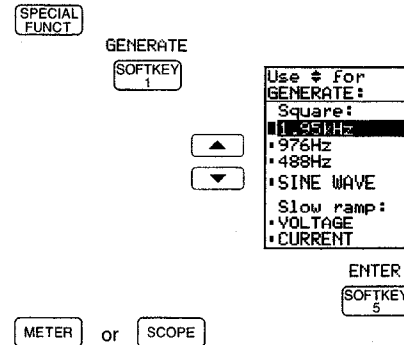 SPECIAL
FUNCT
GENERATE
SOFTKEY
1
Use ⬍ for
GENERATE:
Square:
1.95kHz
976Hz
488Hz
SINE WAVE
Slow ramp:
VOLTAGE
CURRENT
ENTER
SOFTKEY
5
METER or SCOPE